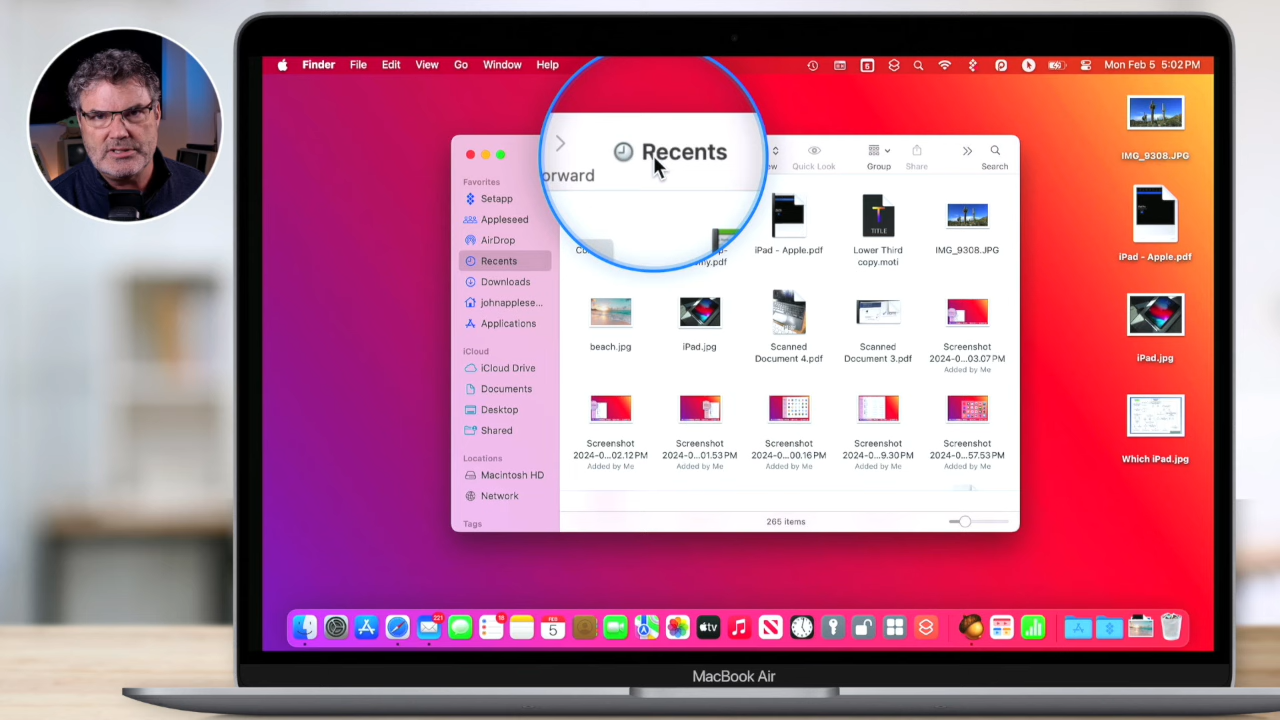 Finder File Edit View Go Window Help
5
Mon Feb 5 5:02 PM
Recents
orward
Quick Look
Group
Share
Search
Favorites
Setapp
Appleseed
AirDrop
Recents
Downloads
johnapplese...
Applications
iCloud
iCloud Drive
Documents
Desktop
Shared
Locations
Macintosh HD
Network
Tags
iPad - Apple.pdf
TITLE
Lower Third
copy.moti
IMG_9308.JPG
beach.jpg
iPad.jpg
Scanned
Document 4.pdf
Scanned
Document 3.pdf
Screenshot
2024-0...03.07 PM
Added by Me
Screenshot
2024-0...02.12 PM
Added by Me
Screenshot
2024-0...01.53 PM
Added by Me
Screenshot
2024-0...00.16 PM
Added by Me
Screenshot
2024-0...9.30 PM
Added by Me
Screenshot
2024-0...57.53 PM
Added by Me
265 items
IMG_9308.JPG
iPad - Apple.pdf
iPad.jpg
Which iPad.jpg
221
FEB
5
tv
MacBook Air